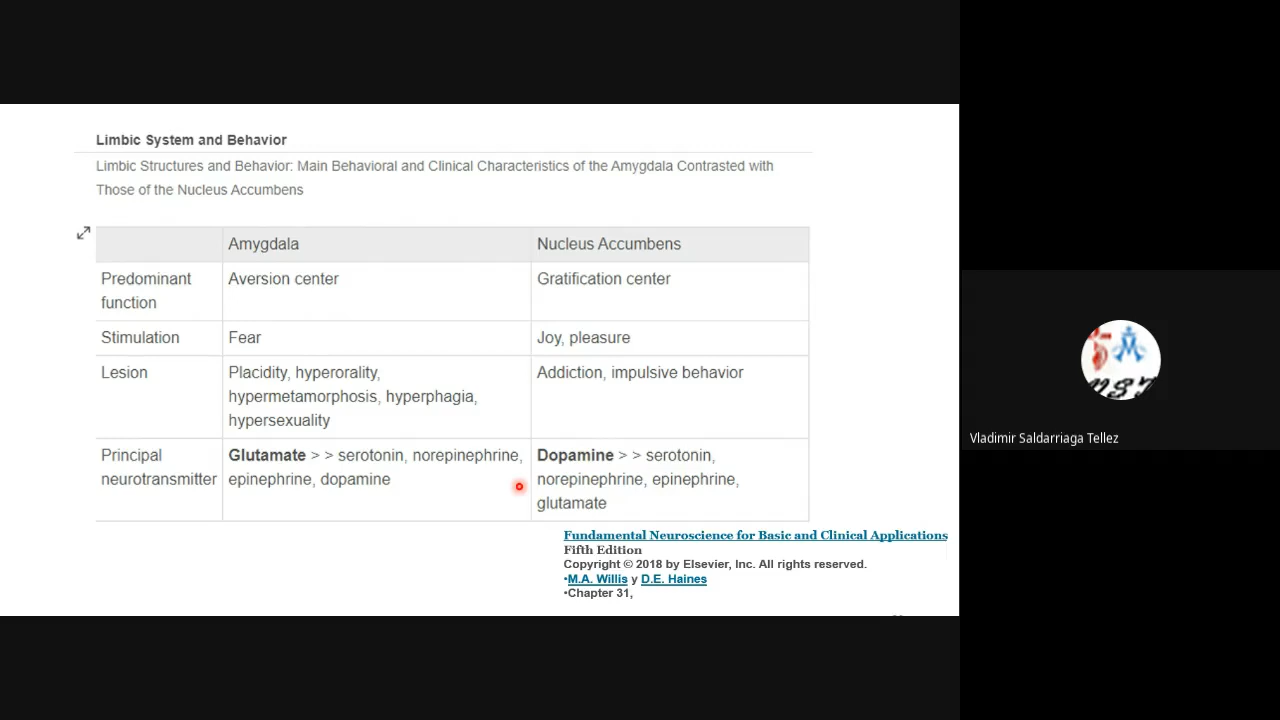 Limbic System and Behavior
Limbic Structures and Behavior: Main Behavioral and Clinical Characteristics of the Amygdala Contrasted with
Those of the Nucleus Accumbens
Amygdala
Nucleus Accumbens
Predominant
function
Aversion center
Gratification center
Stimulation
Fear
Joy, pleasure
Lesion
Placidity, hyperorality,
hypermetamorphosis, hyperphagia,
hypersexuality
Addiction, impulsive behavior
Principal
neurotransmitter
Glutamate > > serotonin, norepinephrine,
epinephrine, dopamine
Dopamine > > serotonin,
norepinephrine, epinephrine,
glutamate
Fundamental Neuroscience for Basic and Clinical Applications
Fifth Edition
Copyright © 2018 by Elsevier, Inc. All rights reserved.
•M.A. Willis y D.E. Haines
•Chapter 31,
Vladimir Saldarriaga Tellez